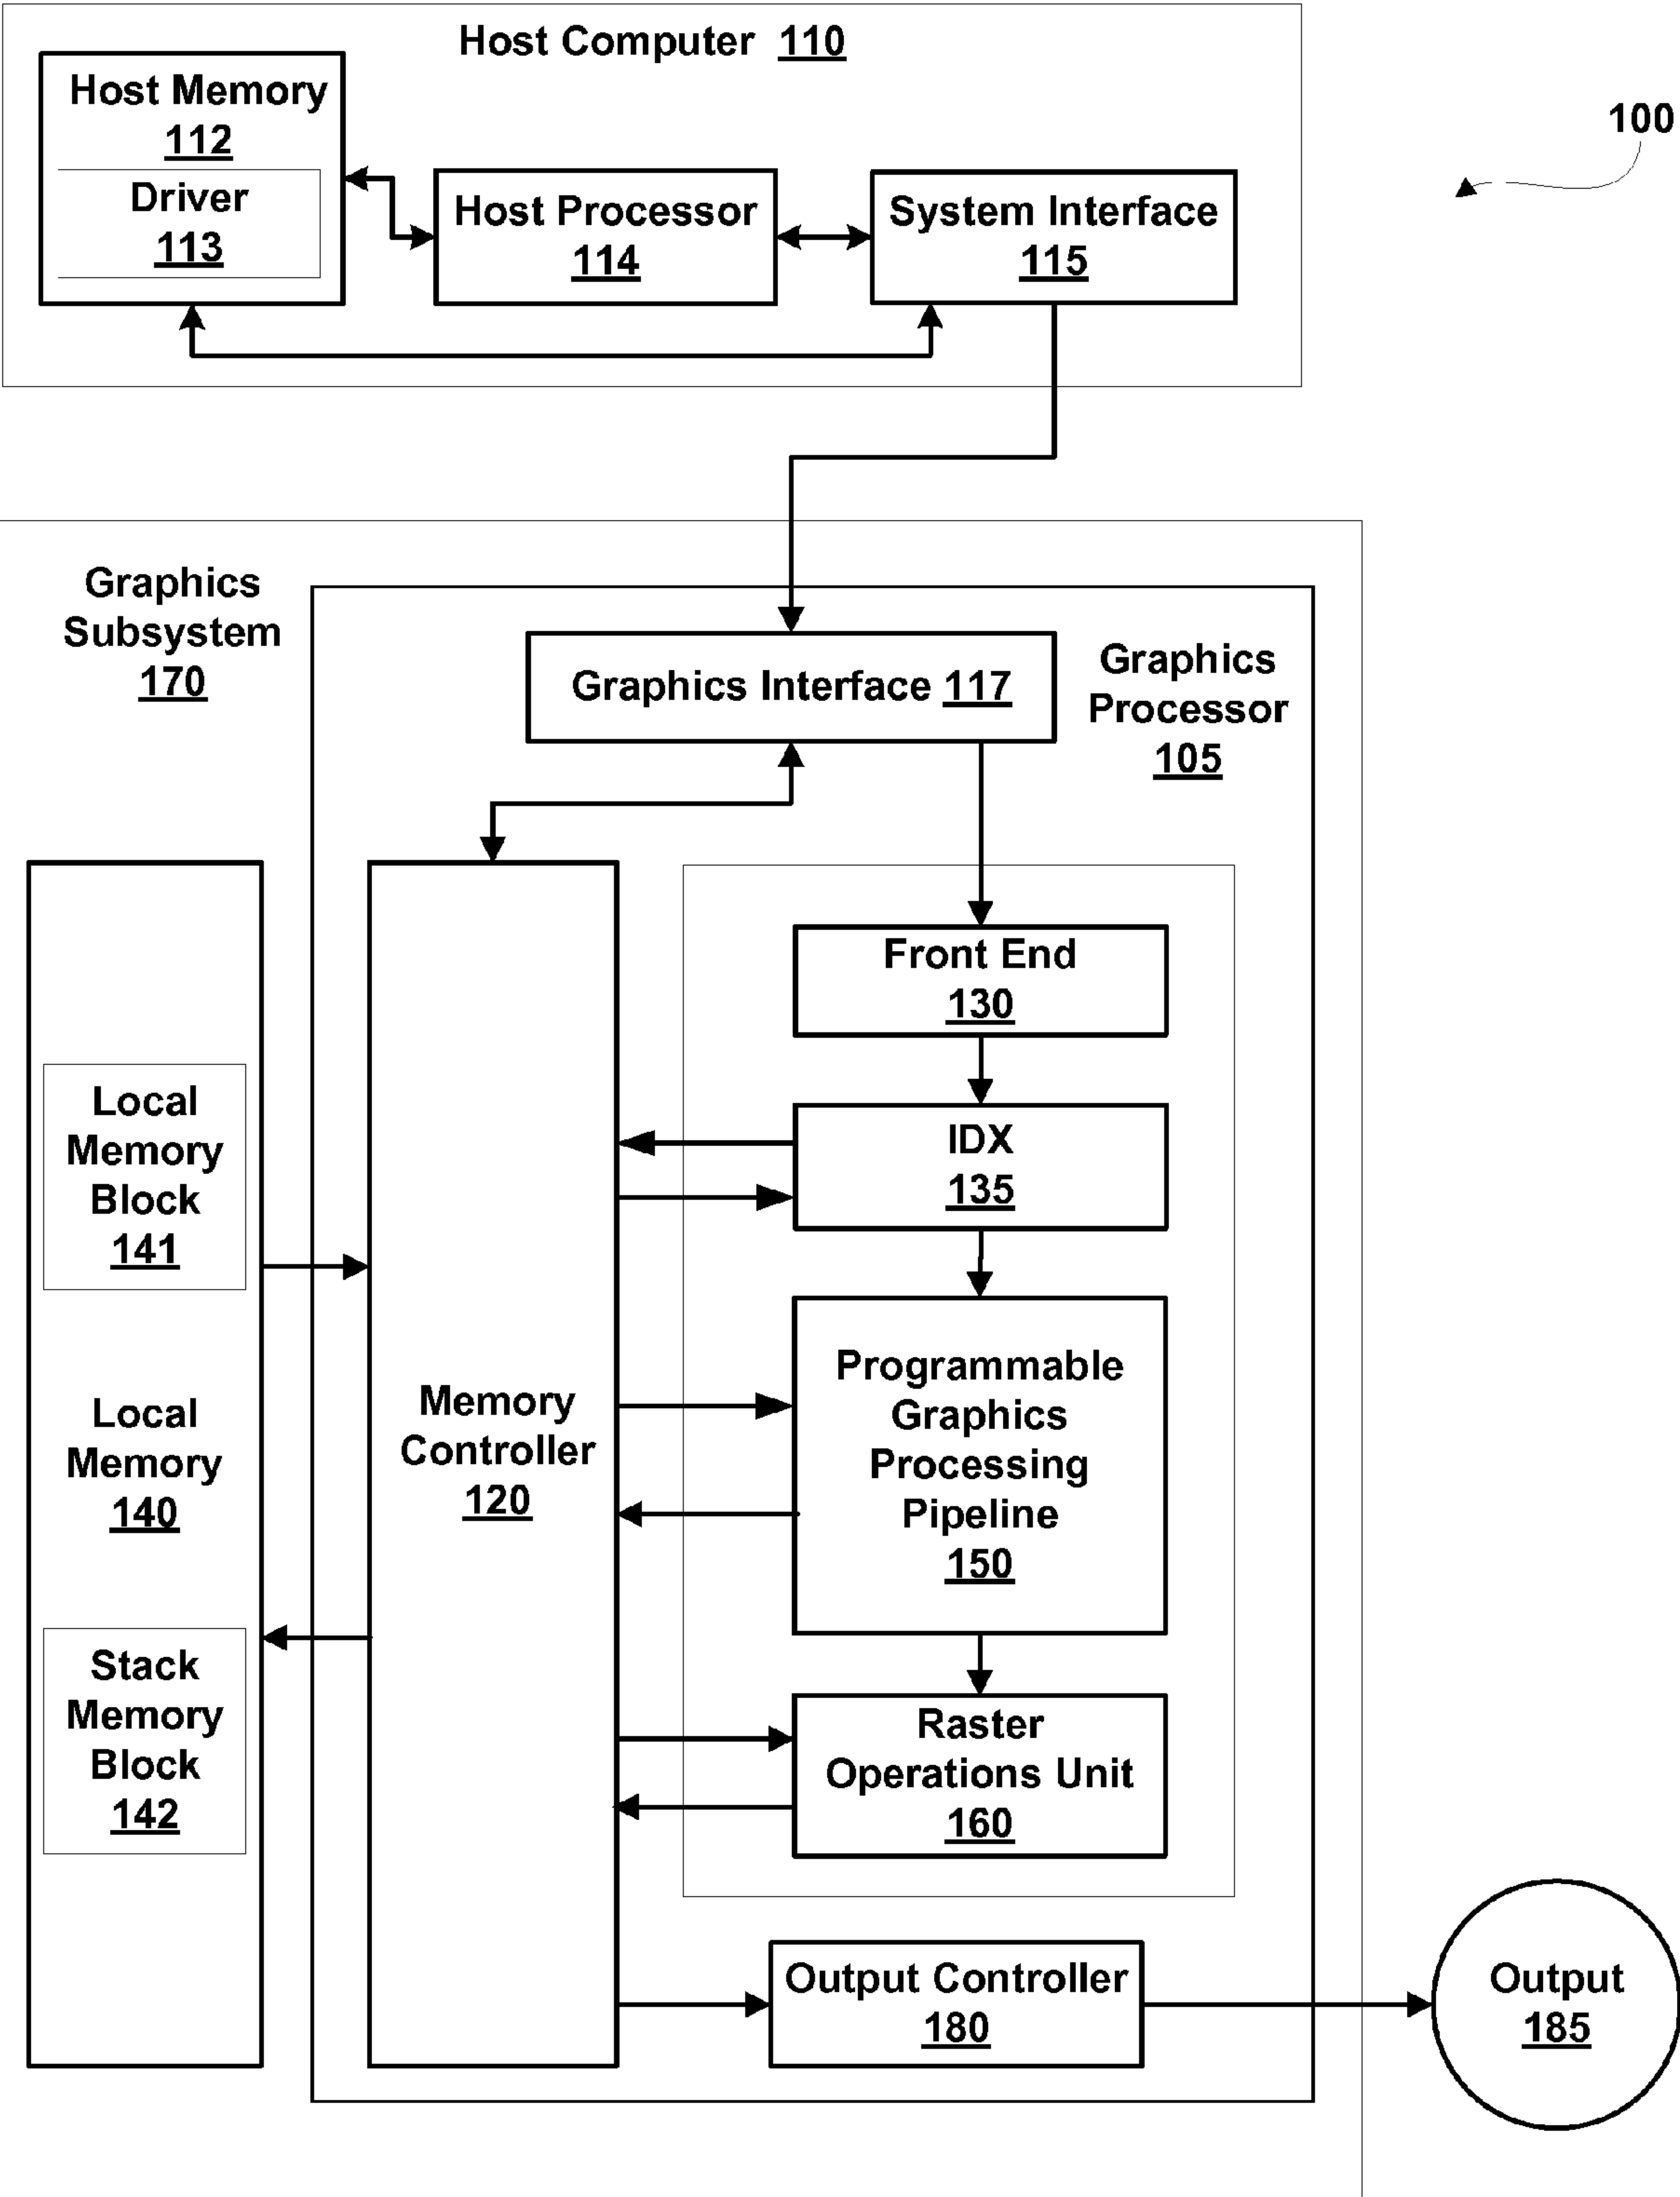 Host Computer 110
Host Memory
112
Driver
113
Host Processor
114
System Interface
115
100
Graphics
Subsystem
170
Graphics Interface 117
Graphics
Processor
105
Front End
130
IDX
135
Local
Memory
Block
141
Local
Memory
140
Stack
Memory
Block
142
Memory
Controller
120
Programmable
Graphics
Processing
Pipeline
150
Raster
Operations Unit
160
Output Controller
180
Output
185